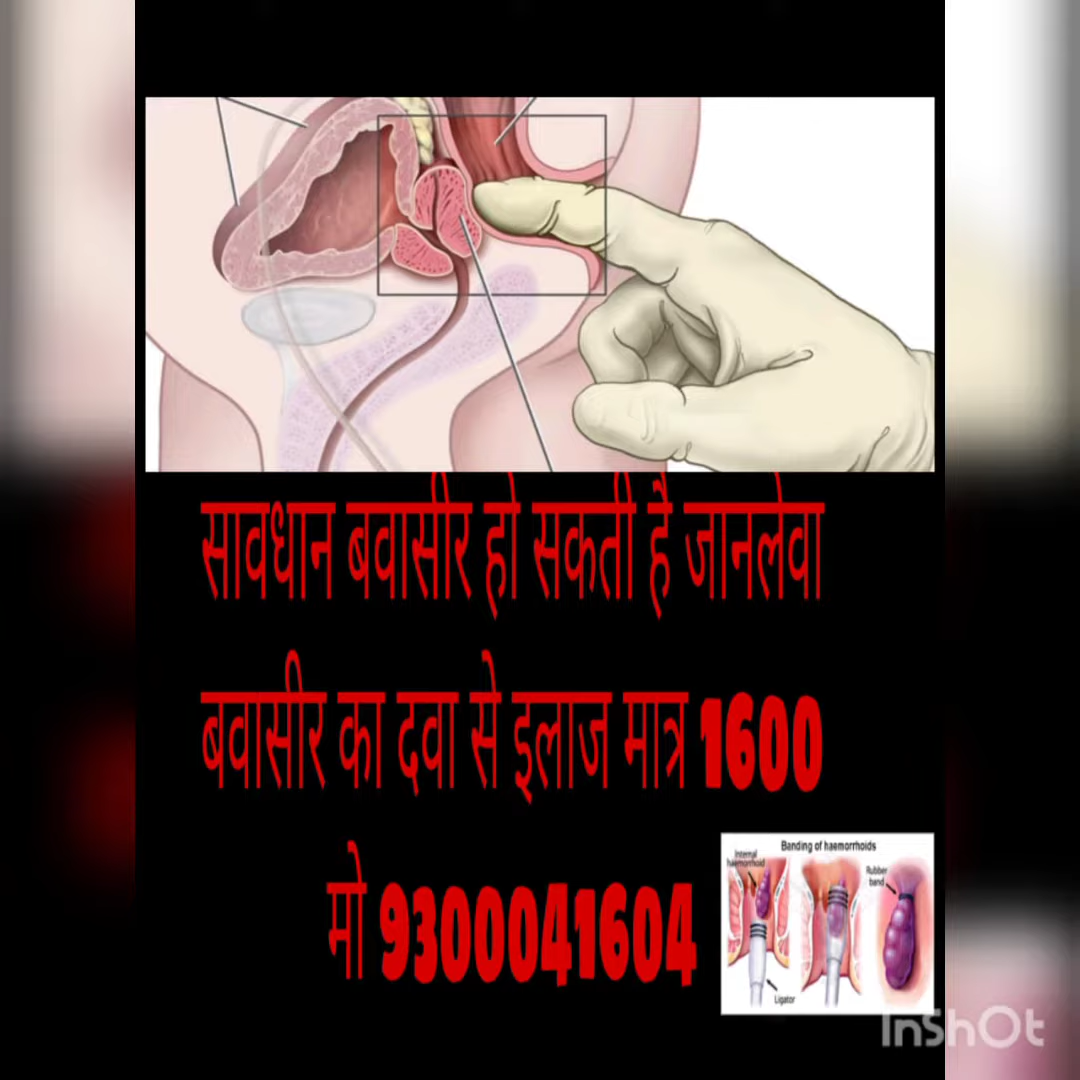 सावधान बवासीर हो सकती है जानलेवा
बवासीर का दवा से इलाज मात्र 1600
मो 9300041604
Banding of haemorrhoids
Internal
haemorrhoid
Rubber
band
Ligator
InShOt